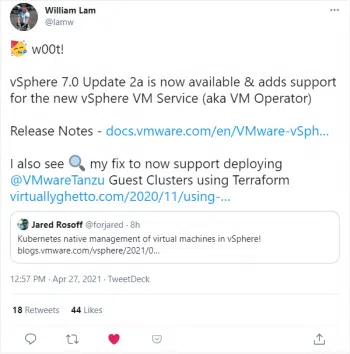 William Lam
@lamw
🥳 w00t!
vSphere 7.0 Update 2a is now available & adds support
for the new vSphere VM Service (aka VM Operator)
Release Notes - docs.vmware.com/en/VMware-vSph...
I also see 🔍 my fix to now support deploying
@VMwareTanzu Guest Clusters using Terraform
virtuallyghetto.com/2020/11/using-...
Jared Rosoff @forjared · 8h
Kubernetes native management of virtual machines in vSphere!
blogs.vmware.com/vsphere/2021/0...
12:57 PM · Apr 27, 2021 · TweetDeck
18 Retweets 44 Likes